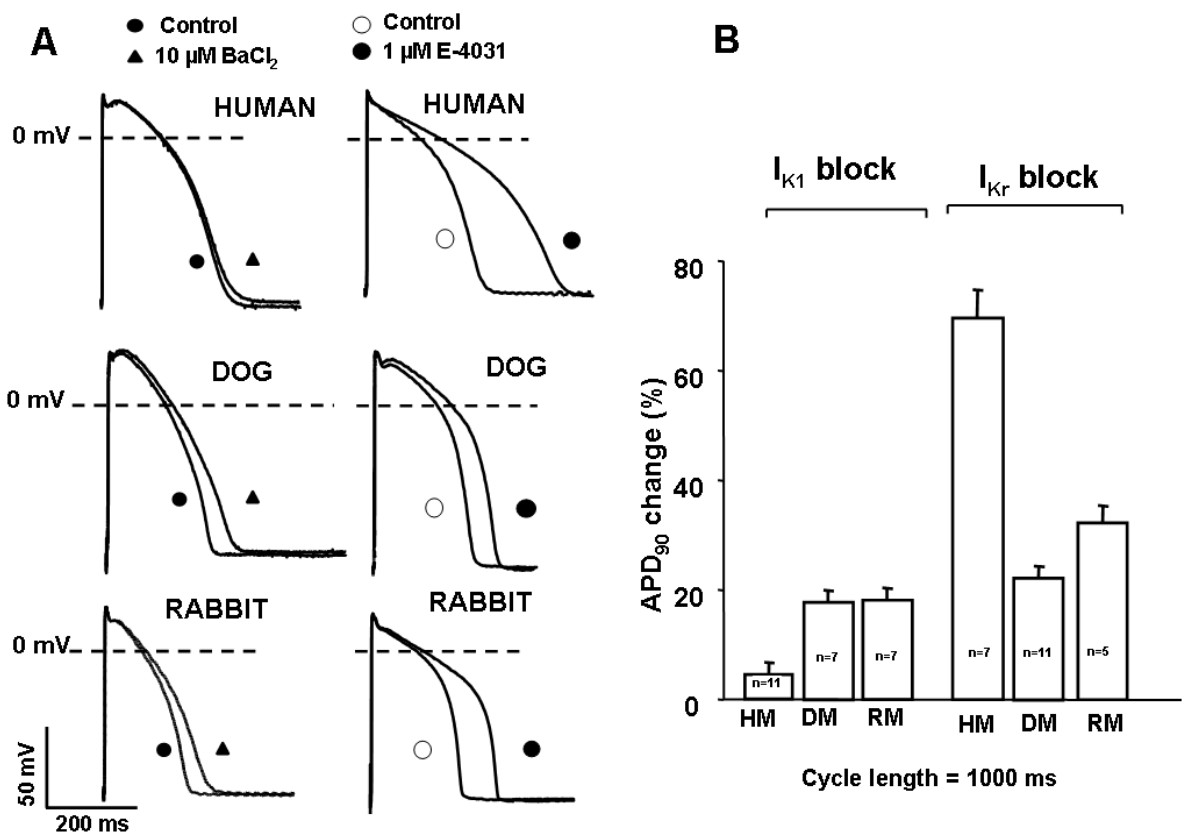 A
Control
10 µM BaCl2
Control
1 µM E-4031
HUMAN
HUMAN
0 mV
DOG
DOG
0 mV
RABBIT
RABBIT
0 mV
50 mV
200 ms
B
IK1 block
IKr block
80
60
40
20
0
APD90 change (%)
n=11
n=7
n=7
n=7
n=11
n=5
HM
DM
RM
HM
DM
RM
Cycle length = 1000 ms